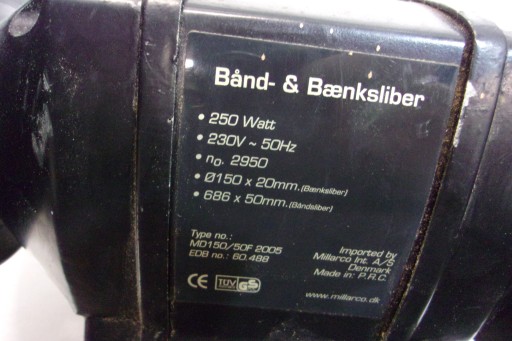 Bånd- & Bænksliber
• 250 Watt
• 230V ~ 50Hz
• no. 2950
• Ø150 x 20mm.(Bænksliber)
• 686 x 50mm.(Båndsliber)
Type no.:
MD150/50F 2005
EDB no.: 60.488
Imported by
Millarco Int. A/S
Denmark
Made in: P.R.C.
CE TÜV GS
www.millarco.dk